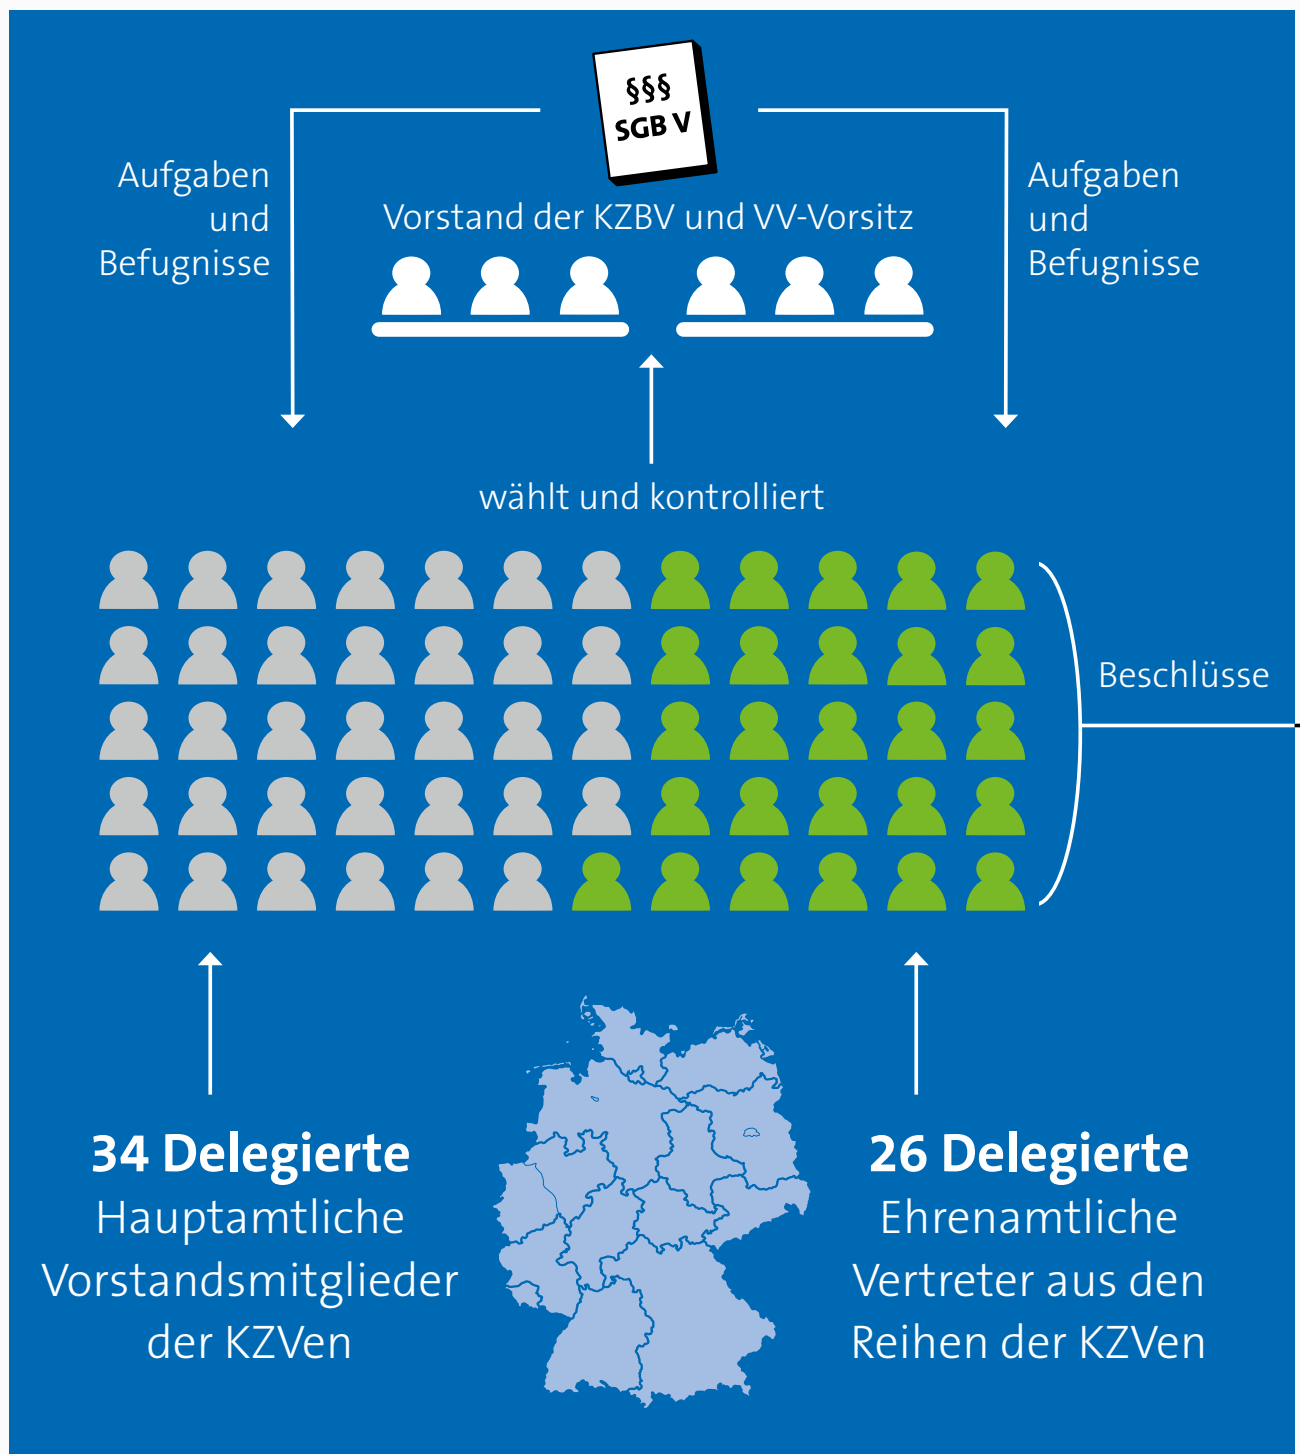 §§§
SGB V
Aufgaben
und
Befugnisse
Vorstand der KZBV und VV-Vorsitz
Aufgaben
und
Befugnisse
wählt und kontrolliert
Beschlüsse
34 Delegierte
Hauptamtliche
Vorstandsmitglieder
der KZVen
26 Delegierte
Ehrenamtliche
Vertreter aus den
Reihen der KZVen